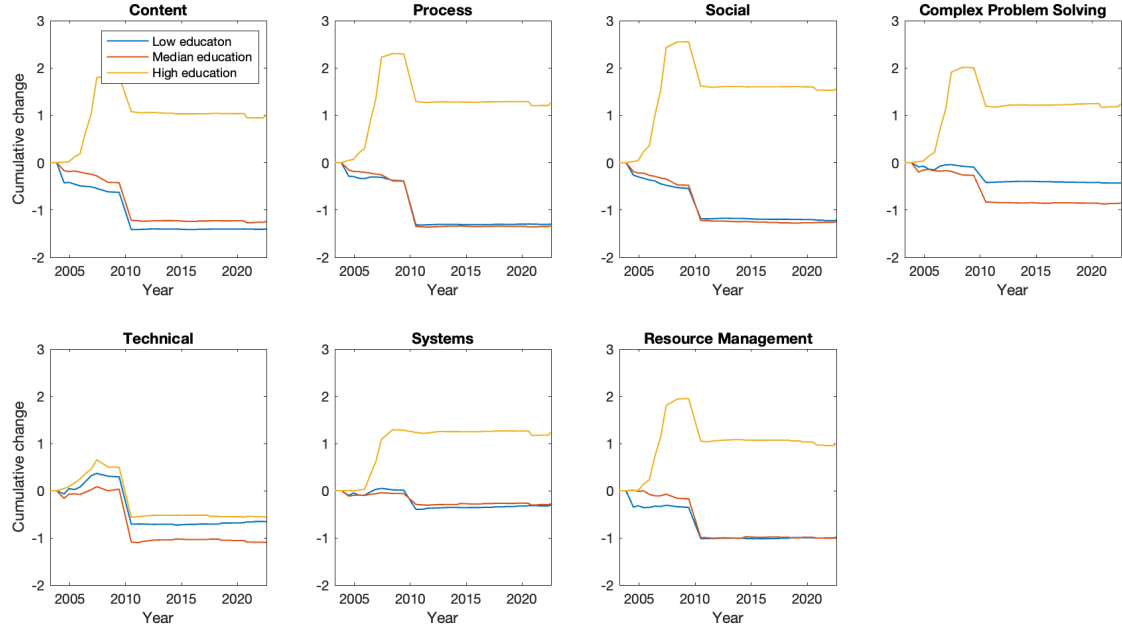 Content
Process
Social
Complex Problem Solving
Cumulative change
3
2
1
0
-1
-2
Low educaton
Median education
High education
2005 2010 2015 2020
Year
3
2
1
0
-1
-2
2005 2010 2015 2020
Year
3
2
1
0
-1
-2
2005 2010 2015 2020
Year
3
2
1
0
-1
-2
2005 2010 2015 2020
Year
Technical
Systems
Resource Management
Cumulative change
3
2
1
0
-1
-2
2005 2010 2015 2020
Year
3
2
1
0
-1
-2
2005 2010 2015 2020
Year
3
2
1
0
-1
-2
2005 2010 2015 2020
Year